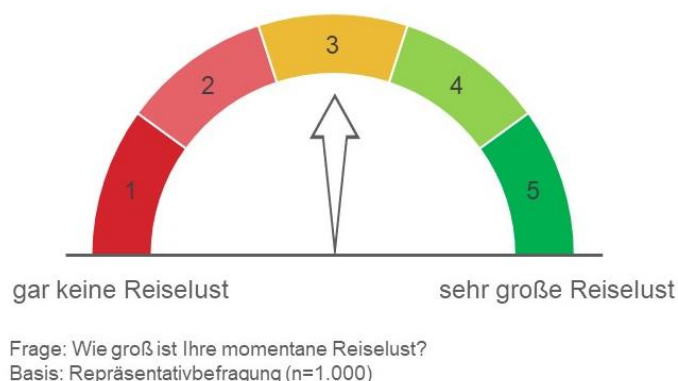 3
2
4
1
5
gar keine Reiselust
sehr große Reiselust
Frage: Wie groß ist Ihre momentane Reiselust?
Basis: Repräsentativbefragung (n=1.000)